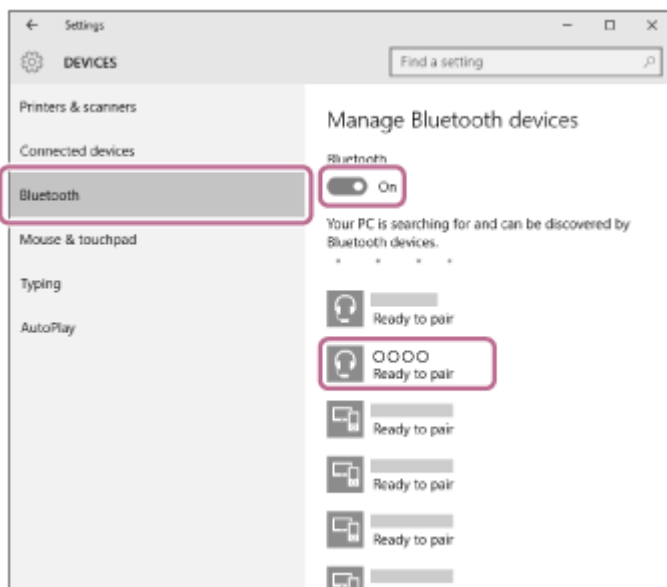 Settings
DEVICES
Find a setting
Printers & scanners
Connected devices
Bluetooth
Mouse & touchpad
Typing
AutoPlay
Manage Bluetooth devices
Bluetooth
On
Your PC is searching for and can be discovered by
Bluetooth devices.
Ready to pair
○○○○
Ready to pair
Ready to pair
Ready to pair
Ready to pair